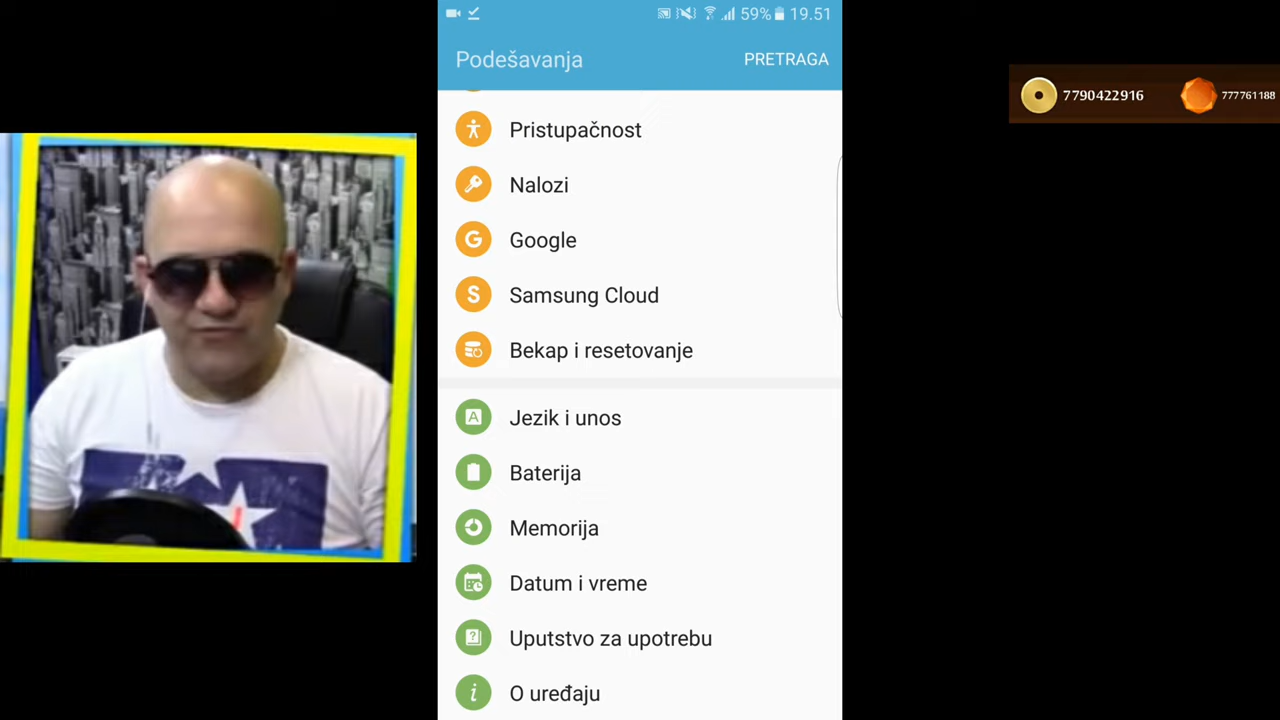 59% 19.51
Podešavanja PRETRAGA
7790422916 777761188
Pristupačnost
Nalozi
G Google
S Samsung Cloud
Bekap i resetovanje
A Jezik i unos
Baterija
Memorija
Datum i vreme
? Uputstvo za upotrebu
i O uređaju